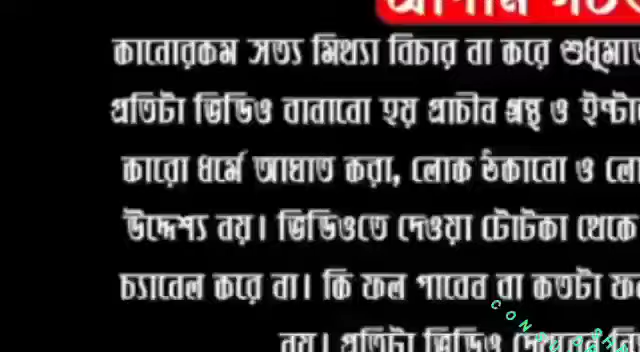 আপনি
কোনোরকম সত্য মিথ্যা বিচার না করে
প্রতিটা ভিডিও বানানো হয় প্রাচীন গ্রন্থ ও
কারো ধর্মে আঘাত করা, লোক ঠকানো ও
উদ্দেশ্য নয়। ভিডিওতে দেওয়া টোটকা থেকে
চ্যানেল করে না। কি ফল পাবেন বা কতটা
নয়। প্রতিটা ভিডিও